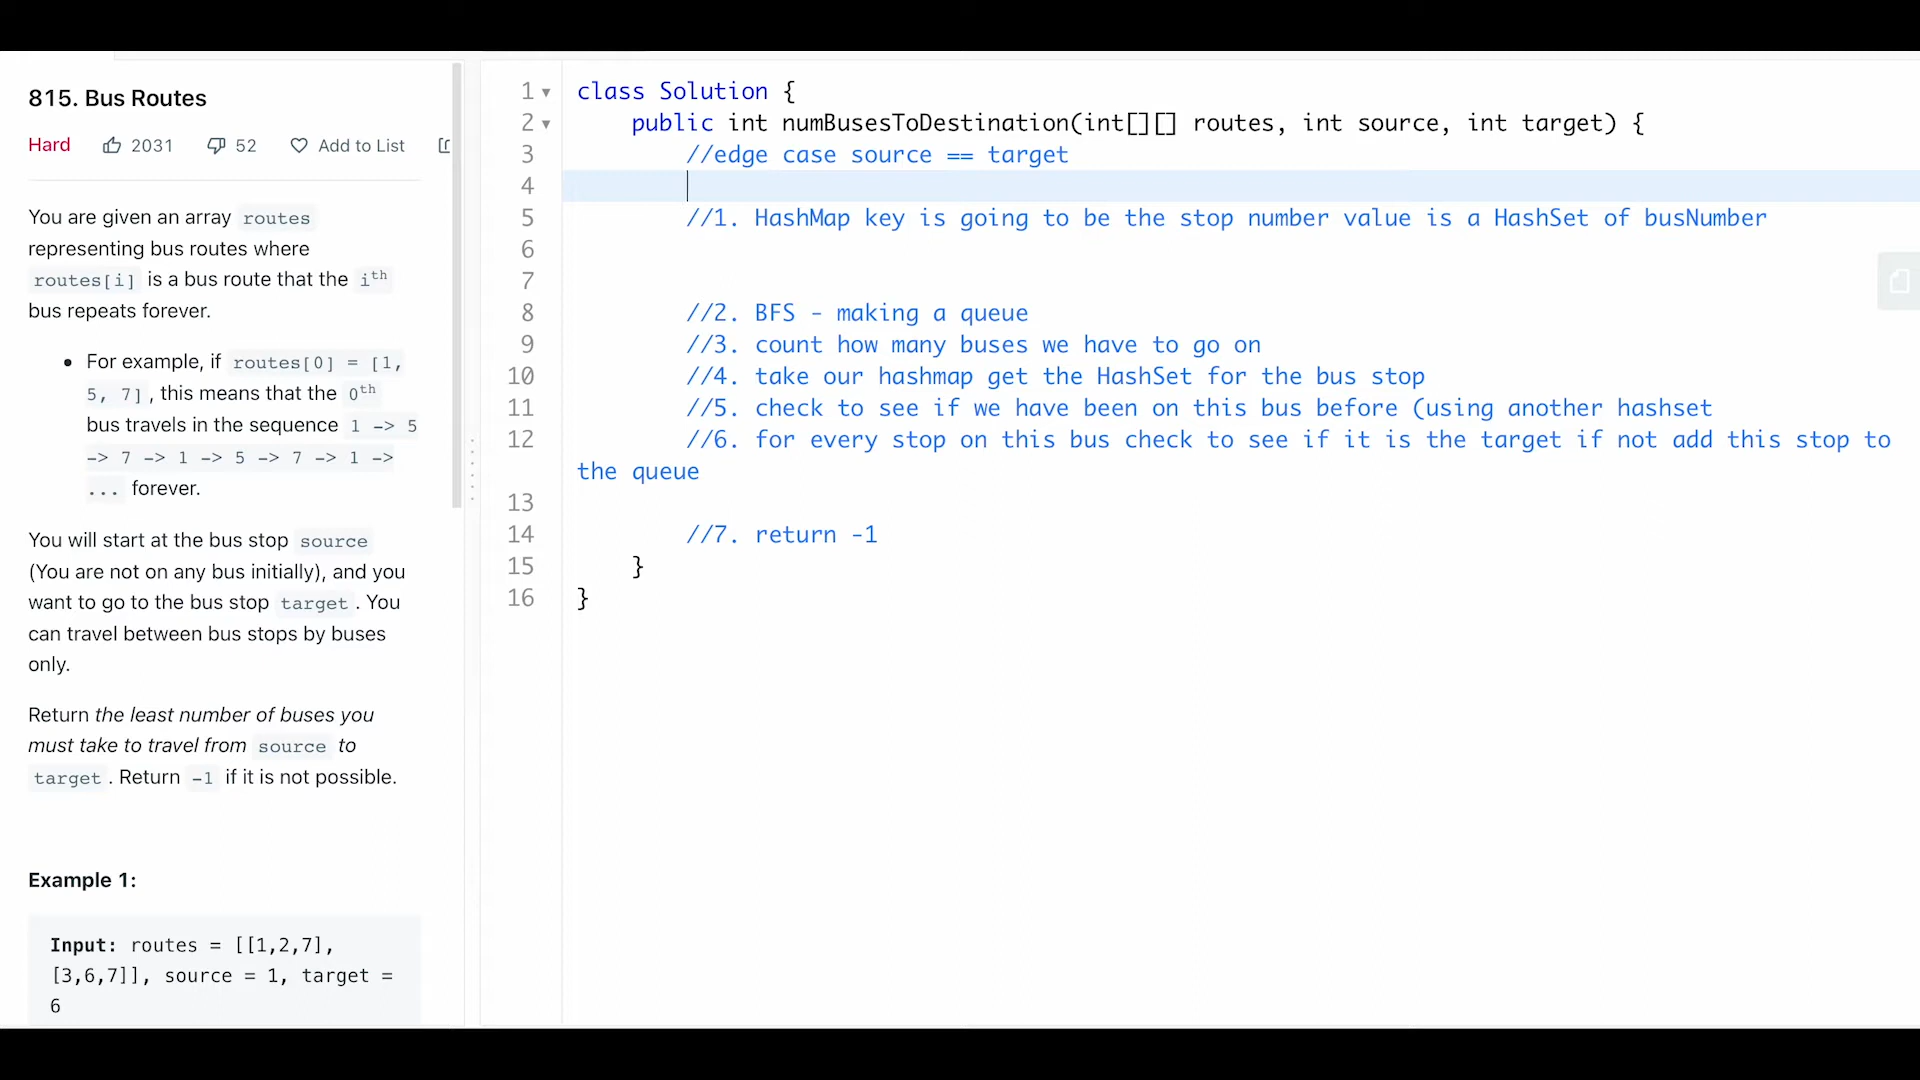 815. Bus Routes
Hard 2031 52 Add to List
You are given an array routes
representing bus routes where
routes[i] is a bus route that the ith
bus repeats forever.
• For example, if routes[0] = [1,
5, 7], this means that the 0th
bus travels in the sequence 1 -> 5
-> 7 -> 1 -> 5 -> 7 -> 1 ->
... forever.
You will start at the bus stop source
(You are not on any bus initially), and you
want to go to the bus stop target. You
can travel between bus stops by buses
only.
Return the least number of buses you
must take to travel from source to
target. Return -1 if it is not possible.
Example 1:
Input: routes = [[1,2,7],
[3,6,7]], source = 1, target =
6
1 class Solution {
2 public int numBusesToDestination(int[][] routes, int source, int target) {
3 //edge case source == target
4
5 //1. HashMap key is going to be the stop number value is a HashSet of busNumber
6
7
8 //2. BFS - making a queue
9 //3. count how many buses we have to go on
10 //4. take our hashmap get the HashSet for the bus stop
11 //5. check to see if we have been on this bus before (using another hashset
12 //6. for every stop on this bus check to see if it is the target if not add this stop to
the queue
13
14 //7. return -1
15 }
16 }